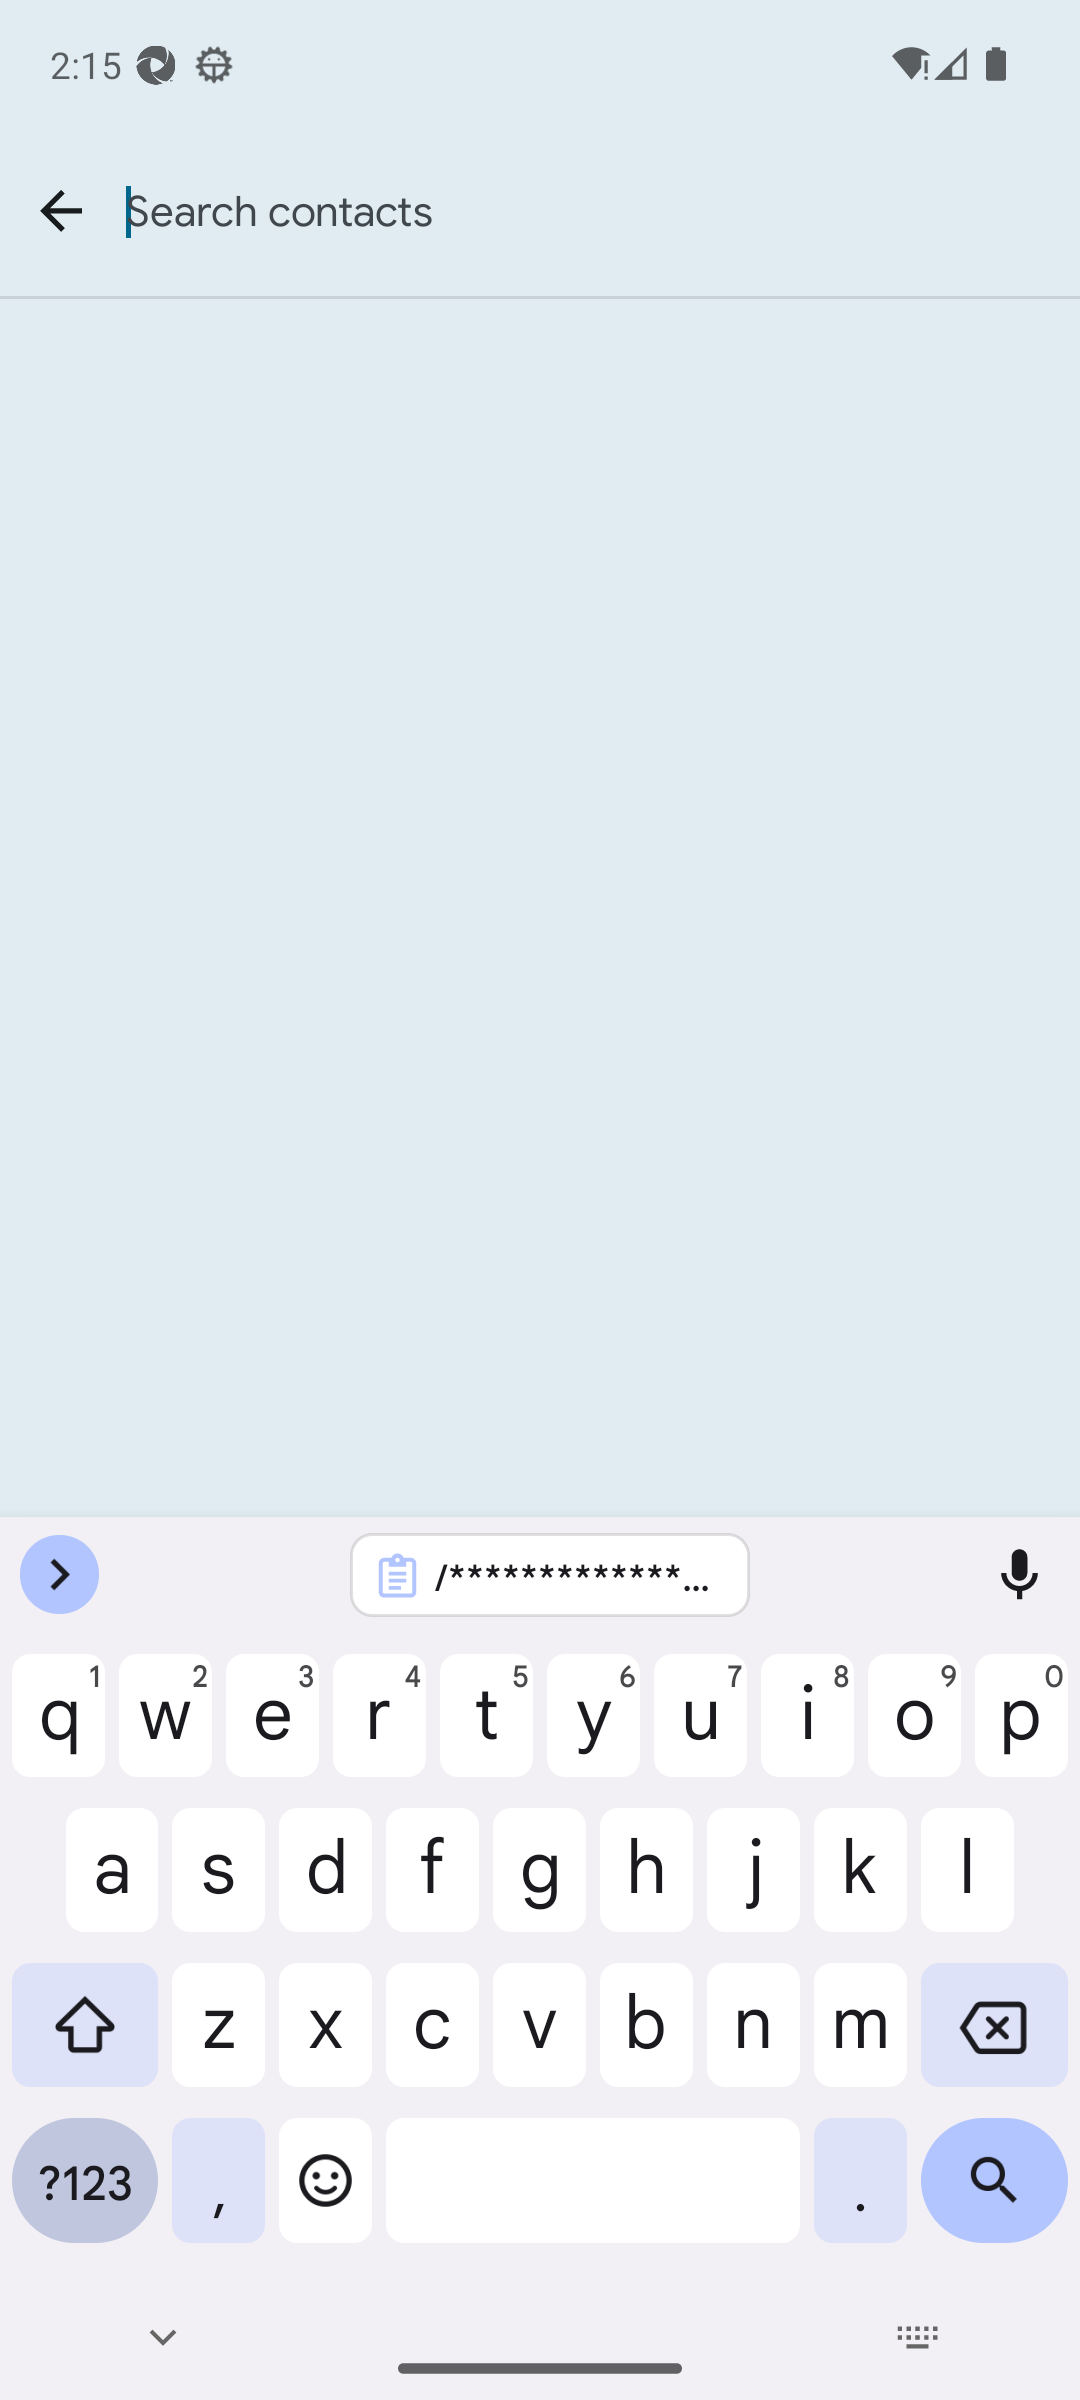 2:15
Search contacts
/*************...
q 1 w 2 e 3 r 4 t 5 y 6 u 7 i 8 o 9 p 0
a s d f g h j k l
z x c v b n m
?123 , .